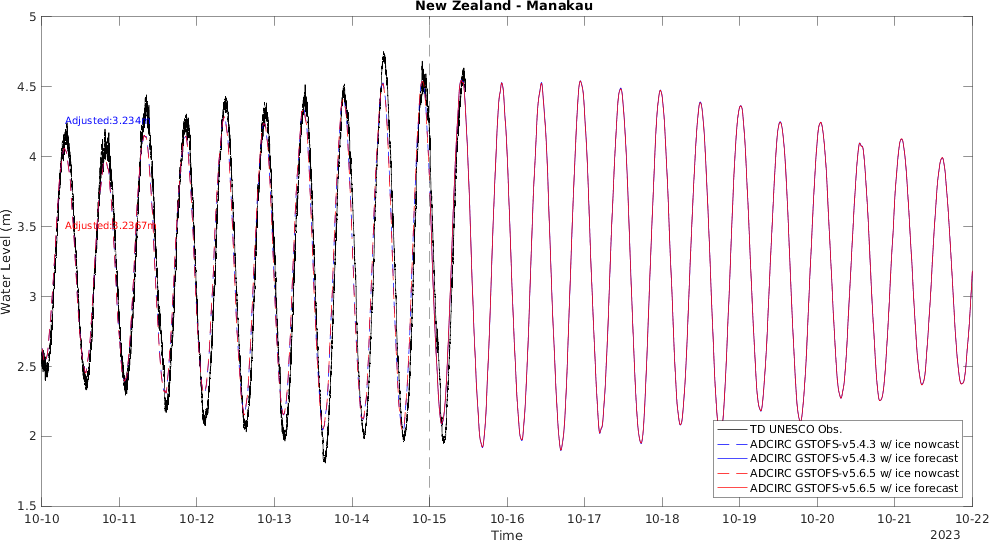 New Zealand - Manakau
5
4.5
4
3.5
3
2.5
2
1.5
Water Level (m)
Adjusted:3.234m
Adjusted:3.2367m
TD UNESCO Obs.
ADCIRC GSTOFS-v5.4.3 w/ ice nowcast
ADCIRC GSTOFS-v5.4.3 w/ ice forecast
ADCIRC GSTOFS-v5.6.5 w/ ice nowcast
ADCIRC GSTOFS-v5.6.5 w/ ice forecast
10-10 10-11 10-12 10-13 10-14 10-15 10-16 10-17 10-18 10-19 10-20 10-21 10-22
Time
2023